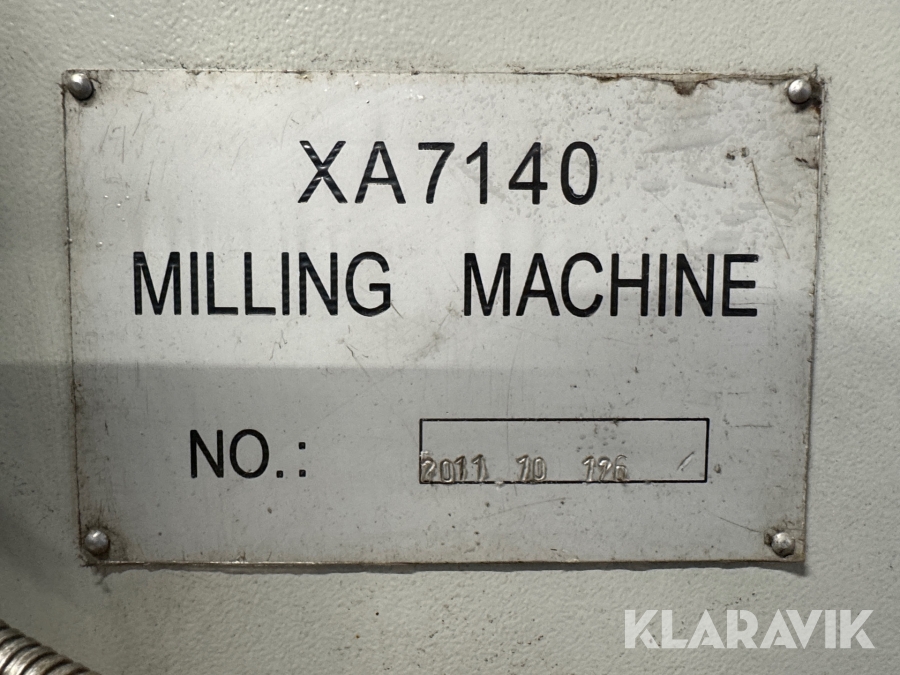 XA7140
MILLING MACHINE
NO.: 2011 10 126
KLARAVIK